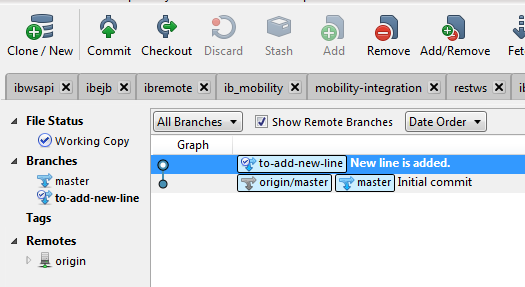 Clone / New Commit Checkout Discard Stash Add Remove Add/Remove Fet
ibwsapi ibejb ibremote ib_mobility mobility-integration restws ib
File Status
Working Copy
Branches
master
to-add-new-line
Tags
Remotes
origin
All Branches Show Remote Branches Date Order
Graph
to-add-new-line New line is added.
origin/master master Initial commit